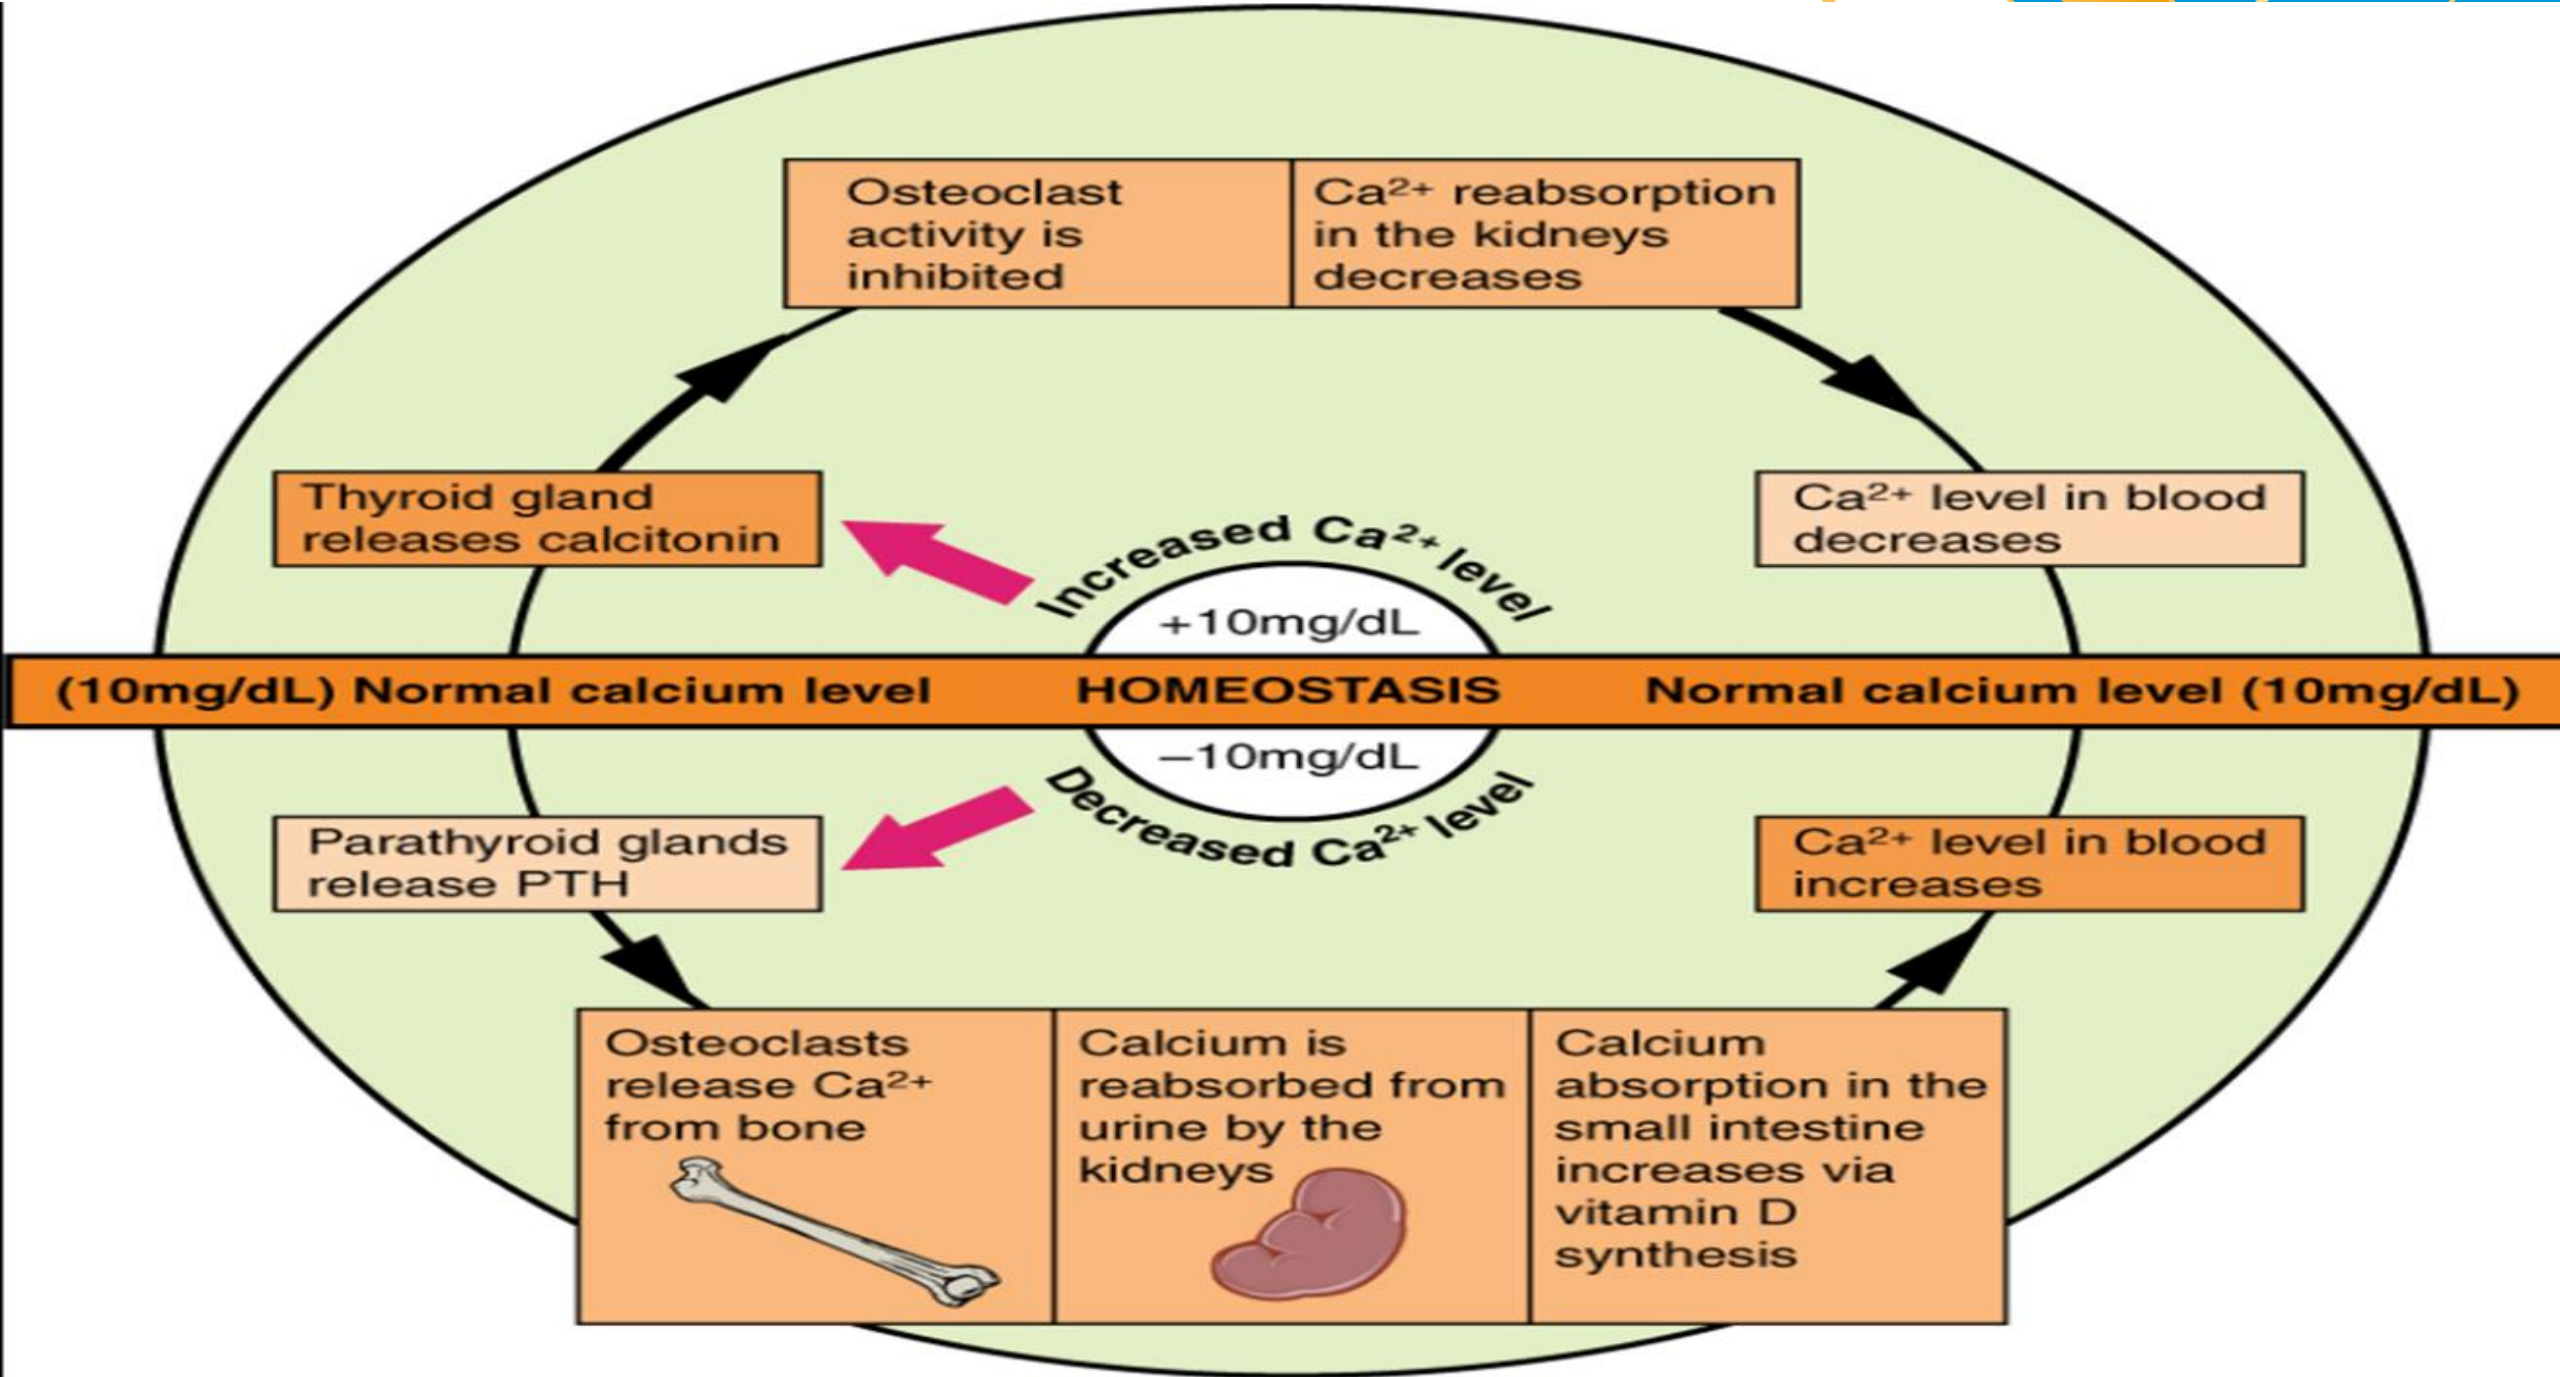 Osteoclast
activity is
inhibited
Ca²⁺ reabsorption
in the kidneys
decreases
Thyroid gland
releases calcitonin
Ca²⁺ level in blood
decreases
Increased Ca²⁺ level
+10mg/dL
(10mg/dL) Normal calcium level
HOMEOSTASIS
Normal calcium level (10mg/dL)
–10mg/dL
Decreased Ca²⁺ level
Parathyroid glands
release PTH
Ca²⁺ level in blood
increases
Osteoclasts
release Ca²⁺
from bone
Calcium is
reabsorbed from
urine by the
kidneys
Calcium
absorption in the
small intestine
increases via
vitamin D
synthesis